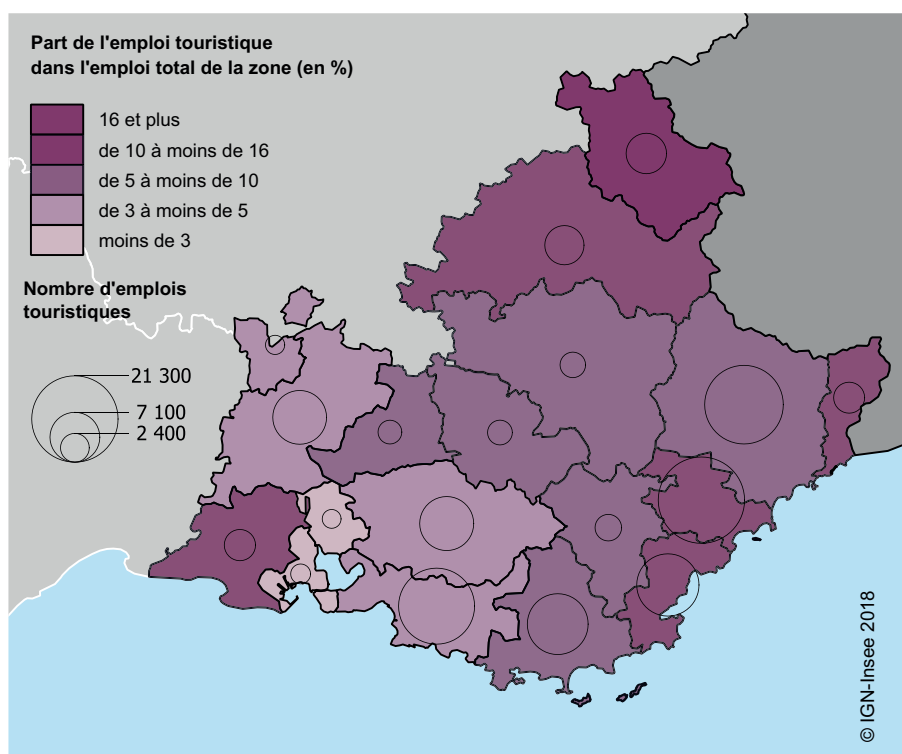 Part de l'emploi touristique
dans l'emploi total de la zone (en %)
16 et plus
de 10 à moins de 16
de 5 à moins de 10
de 3 à moins de 5
moins de 3
Nombre d'emplois
touristiques
21 300
7 100
2 400
© IGN-Insee 2018